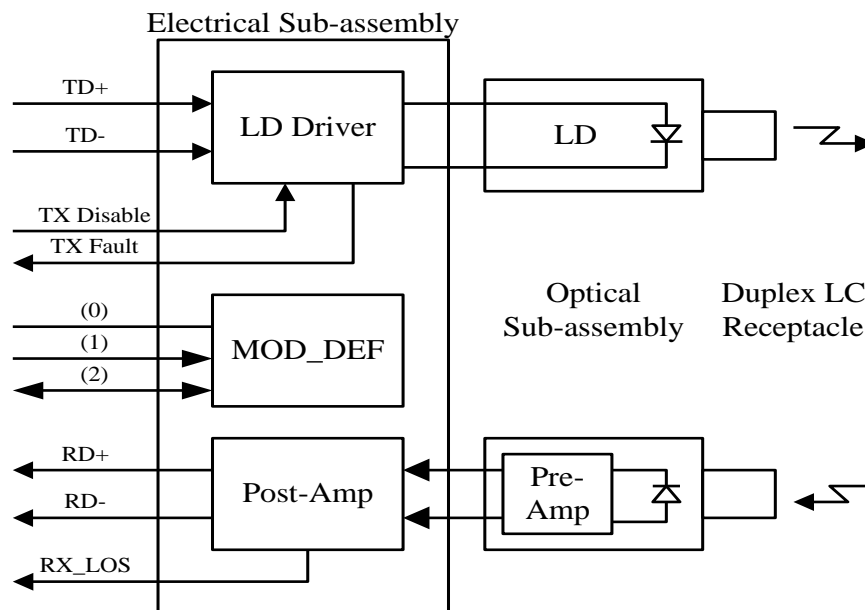 Electrical Sub-assembly
TD+
TD-
LD Driver
LD
TX Disable
TX Fault
(0)
(1)
(2)
MOD_DEF
Optical
Sub-assembly
Duplex LC
Receptacle
RD+
RD-
RX_LOS
Post-Amp
Pre-
Amp